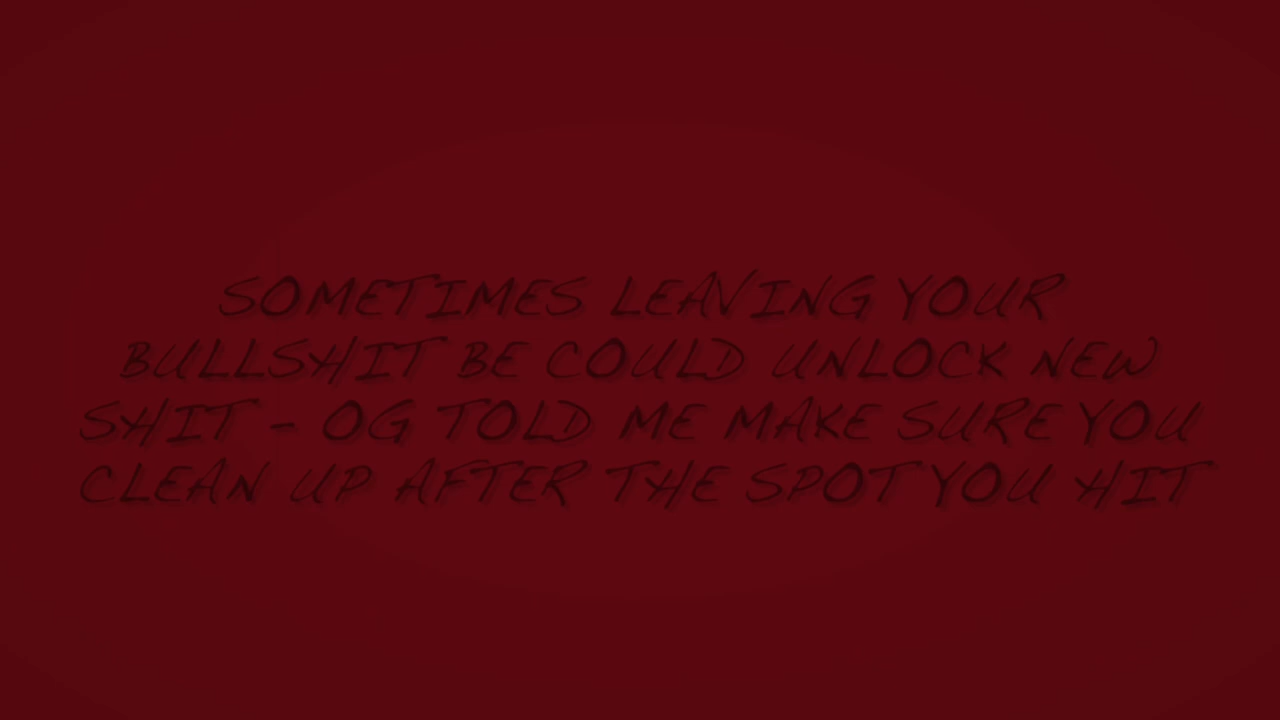 SOMETIMES LEAVING YOUR
BULLSHIT BE COULD UNLOCK NEW
SHIT - OG TOLD ME MAKE SURE YOU
CLEAN UP AFTER THE SPOT YOU HIT